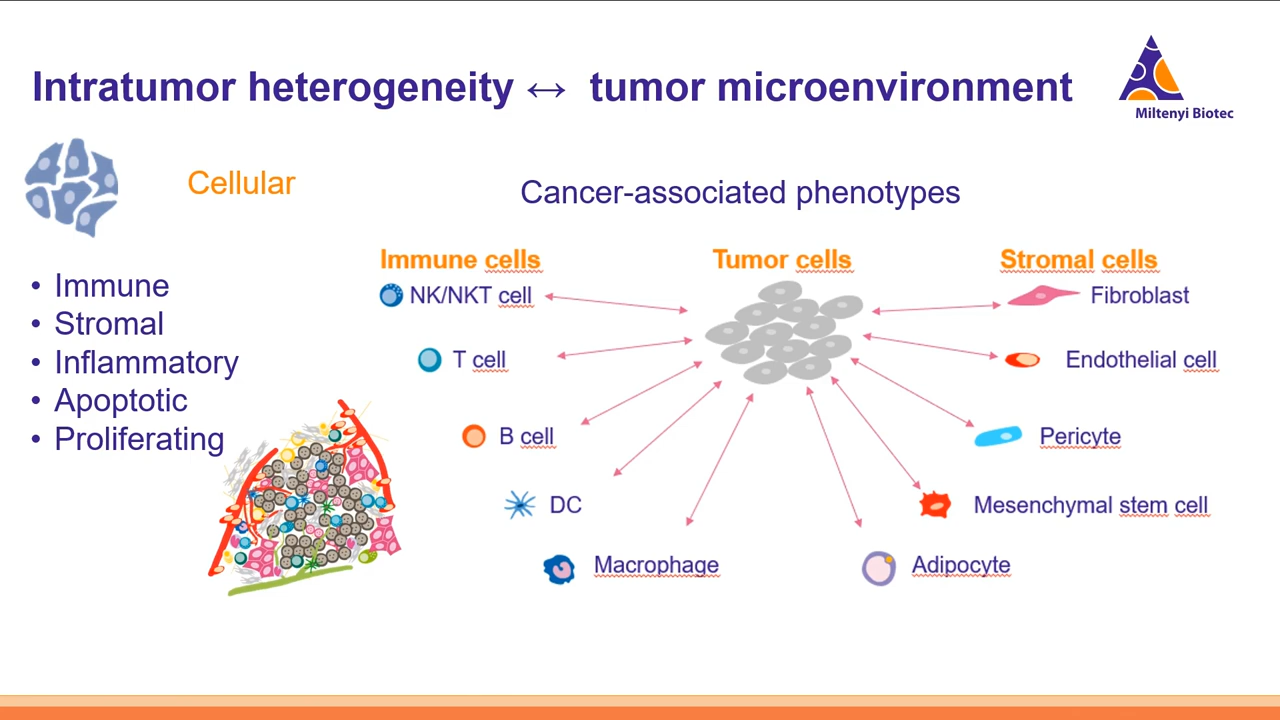 Intratumor heterogeneity ↔ tumor microenvironment
Miltenyi Biotec
Cellular
• Immune
• Stromal
• Inflammatory
• Apoptotic
• Proliferating
Cancer-associated phenotypes
Immune cells
NK/NKT cell
T cell
B cell
DC
Macrophage
Tumor cells
Stromal cells
Fibroblast
Endothelial cell
Pericyte
Mesenchymal stem cell
Adipocyte